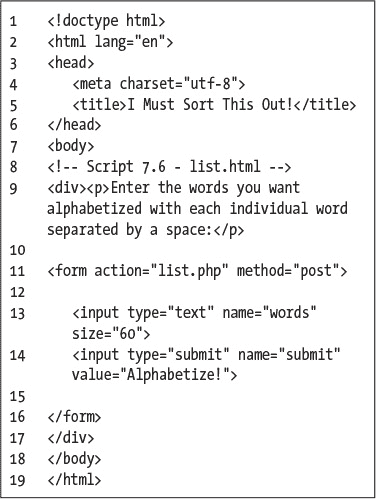 1 <!doctype html>
2 <html lang="en">
3 <head>
4 <meta charset="utf-8">
5 <title>I Must Sort This Out!</title>
6 </head>
7 <body>
8 <!-- Script 7.6 - list.html -->
9 <div><p>Enter the words you want
alphabetized with each individual word
separated by a space:</p>
10
11 <form action="list.php" method="post">
12
13 <input type="text" name="words"
size="60">
14 <input type="submit" name="submit"
value="Alphabetize!">
15
16 </form>
17 </div>
18 </body>
19 </html>